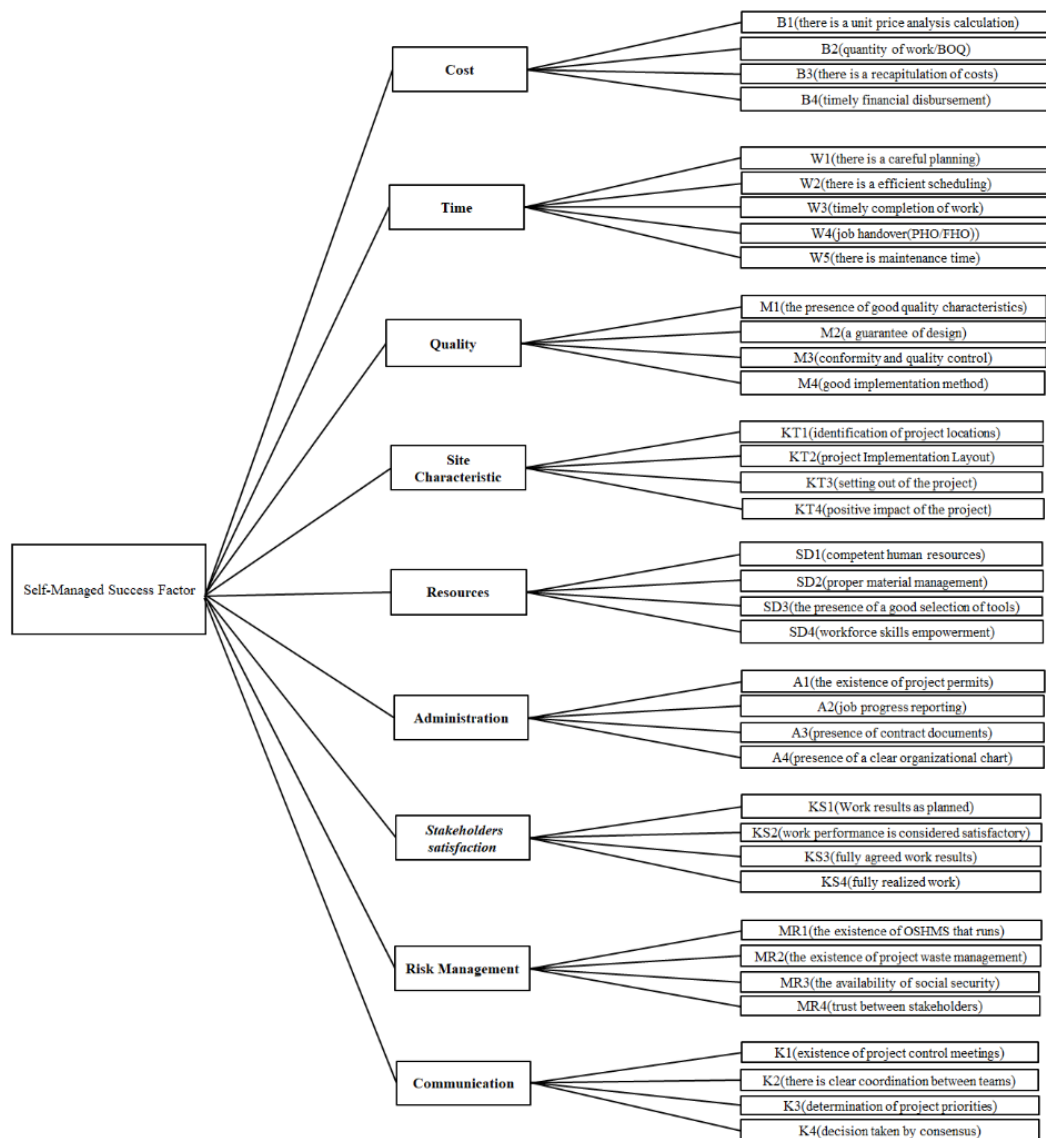 B1(there is a unit price analysis calculation)
B2(quantity of work/BOQ)
Cost
B3(there is a recapitulation of costs)
B4(timely financial disbursement)
W1(there is a careful planning)
W2(there is a efficient scheduling)
Time
W3(timely completion of work)
W4(job handover(PHO/FHO))
W5(there is maintenance time)
M1(the presence of good quality characteristics)
M2(a guarantee of design)
Quality
M3(conformity and quality control)
M4(good implementation method)
KT1(identification of project locations)
KT2(project Implementation Layout)
Site
Characteristic
KT3(setting out of the project)
KT4(positive impact of the project)
Self-Managed Success Factor
SD1(competent human resources)
SD2(proper material management)
Resources
SD3(the presence of a good selection of tools)
SD4(workforce skills empowerment)
A1(the existence of project permits)
A2(job progress reporting)
Administration
A3(presence of contract documents)
A4(presence of a clear organizational chart)
KS1(Work results as planned)
KS2(work performance is considered satisfactory)
Stakeholders
satisfaction
KS3(fully agreed work results)
KS4(fully realized work)
MR1(the existence of OSHMS that runs)
MR2(the existence of project waste management)
Risk Management
MR3(the availability of social security)
MR4(trust between stakeholders)
K1(existence of project control meetings)
K2(there is clear coordination between teams)
Communication
K3(determination of project priorities)
K4(decision taken by consensus)